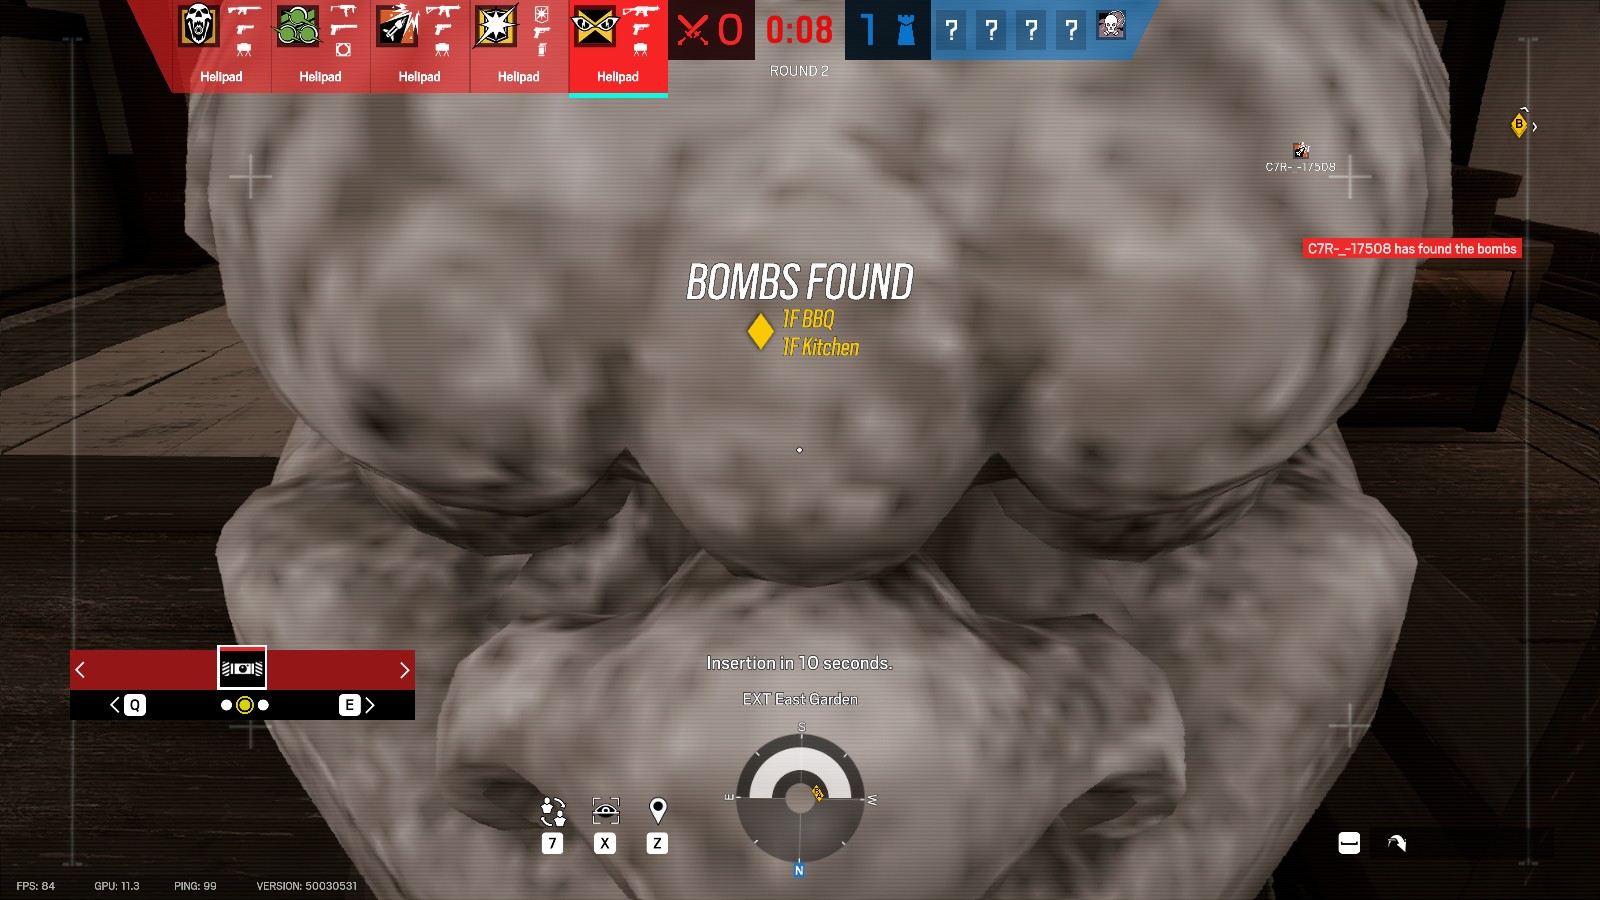 0
0:08
1
? ? ? ?
Helipad
Helipad
Helipad
Helipad
Helipad
ROUND 2
B
C7R-_-17508
C7R-_-17508 has found the bombs
BOMBS FOUND
1F BBQ
1F Kitchen
Insertion in 10 seconds.
EXT East Garden
Q
E
S
E
W
N
7
X
Z
FPS: 84
GPU: 11.3
PING: 99
VERSION: 50030531